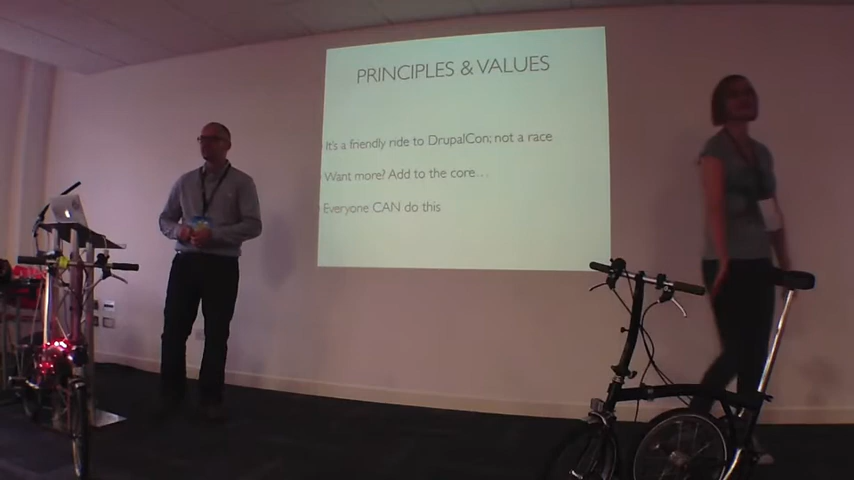 PRINCIPLES & VALUES
It's a friendly ride to DrupalCon; not a race
Want more? Add to the core…
Everyone CAN do this